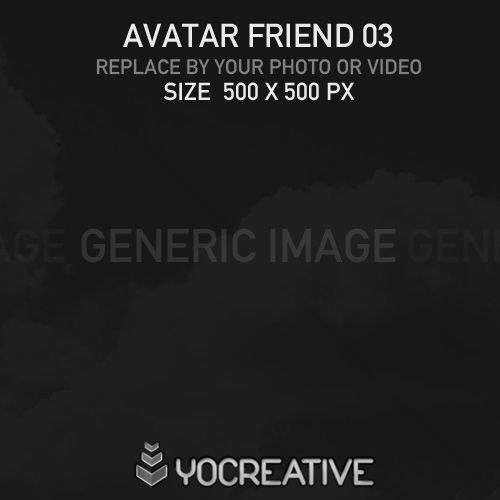 AVATAR FRIEND 03
REPLACE BY YOUR PHOTO OR VIDEO
SIZE 500 X 500 PX
AGE GENERIC IMAGE GENE
YOCREATIVE